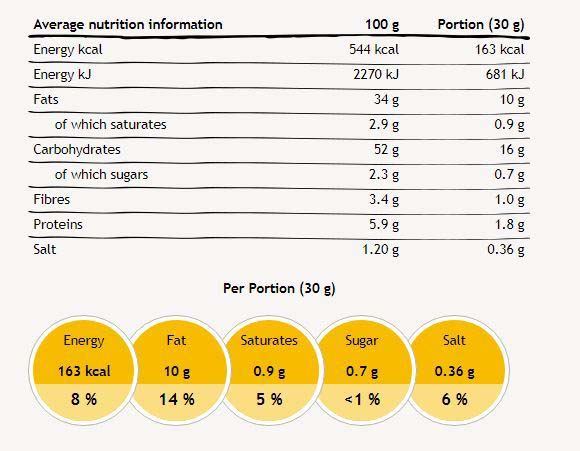 Average nutrition information 100 g Portion (30 g)
Energy kcal 544 kcal 163 kcal
Energy kJ 2270 kJ 681 kJ
Fats 34 g 10 g
of which saturates 2.9 g 0.9 g
Carbohydrates 52 g 16 g
of which sugars 2.3 g 0.7 g
Fibres 3.4 g 1.0 g
Proteins 5.9 g 1.8 g
Salt 1.20 g 0.36 g
Per Portion (30 g)
Energy Fat Saturates Sugar Salt
163 kcal 10 g 0.9 g 0.7 g 0.36 g
8 % 14 % 5 % <1 % 6 %